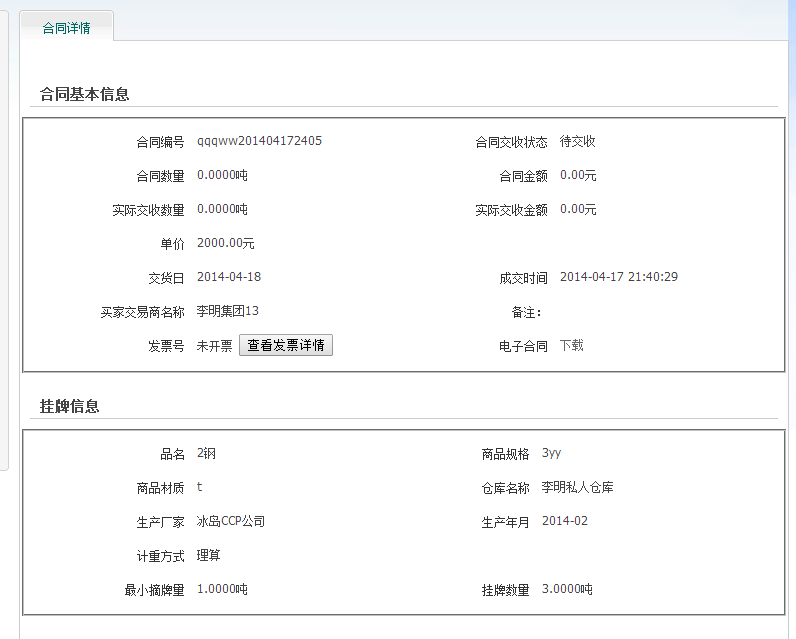 合同详情
合同基本信息
合同编号 qqqww201404172405 合同交收状态 待交收
合同数量 0.0000吨 合同金额 0.00元
实际交收数量 0.0000吨 实际交收金额 0.00元
单价 2000.00元
交货日 2014-04-18 成交时间 2014-04-17 21:40:29
买家交易商名称 李明集团13 备注：
发票号 未开票 查看发票详情 电子合同 下载
挂牌信息
品名 2钢 商品规格 3yy
商品材质 t 仓库名称 李明私人仓库
生产厂家 冰岛CCP公司 生产年月 2014-02
计重方式 理算
最小摘牌量 1.0000吨 挂牌数量 3.0000吨